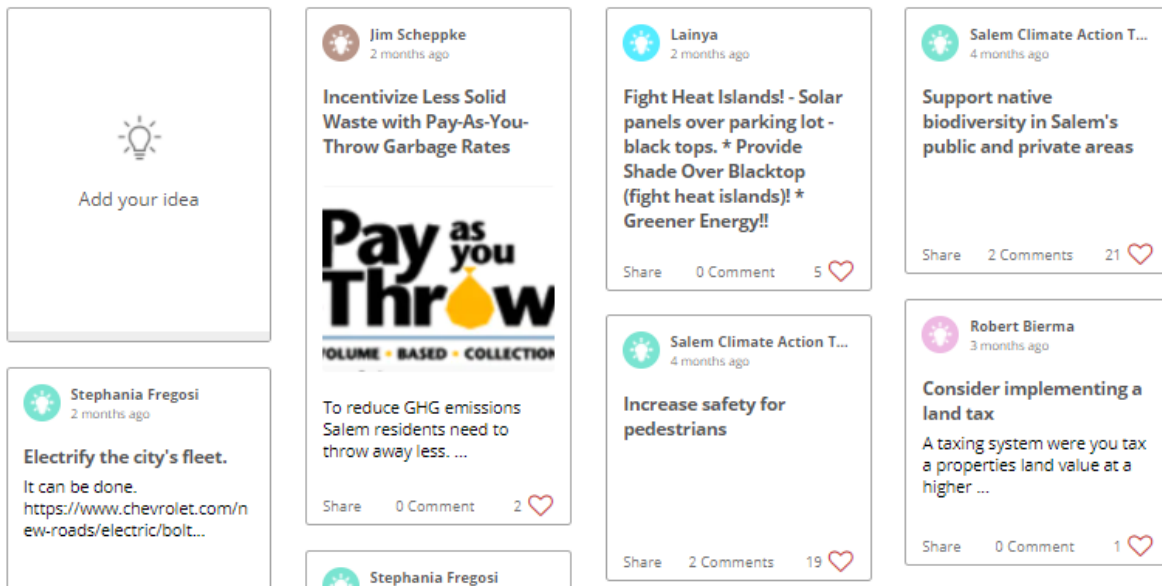 Add your idea
Stephania Fregosi
2 months ago
Electrify the city's fleet.
It can be done.
https://www.chevrolet.com/n
ew-roads/electric/bolt...
Jim Scheppke
2 months ago
Incentivize Less Solid
Waste with Pay-As-You-
Throw Garbage Rates
Pay as
you
Throw
VOLUME • BASED • COLLECTION
To reduce GHG emissions
Salem residents need to
throw away less. ...
Share 0 Comment 2
Stephania Fregosi
Lainya
2 months ago
Fight Heat Islands! - Solar
panels over parking lot -
black tops. * Provide
Shade Over Blacktop
(fight heat islands)! *
Greener Energy!!
Share 0 Comment 5
Salem Climate Action T...
4 months ago
Increase safety for
pedestrians
Share 2 Comments 19
Salem Climate Action T...
4 months ago
Support native
biodiversity in Salem's
public and private areas
Share 2 Comments 21
Robert Bierma
3 months ago
Consider implementing a
land tax
A taxing system were you tax
a properties land value at a
higher ...
Share 0 Comment 1